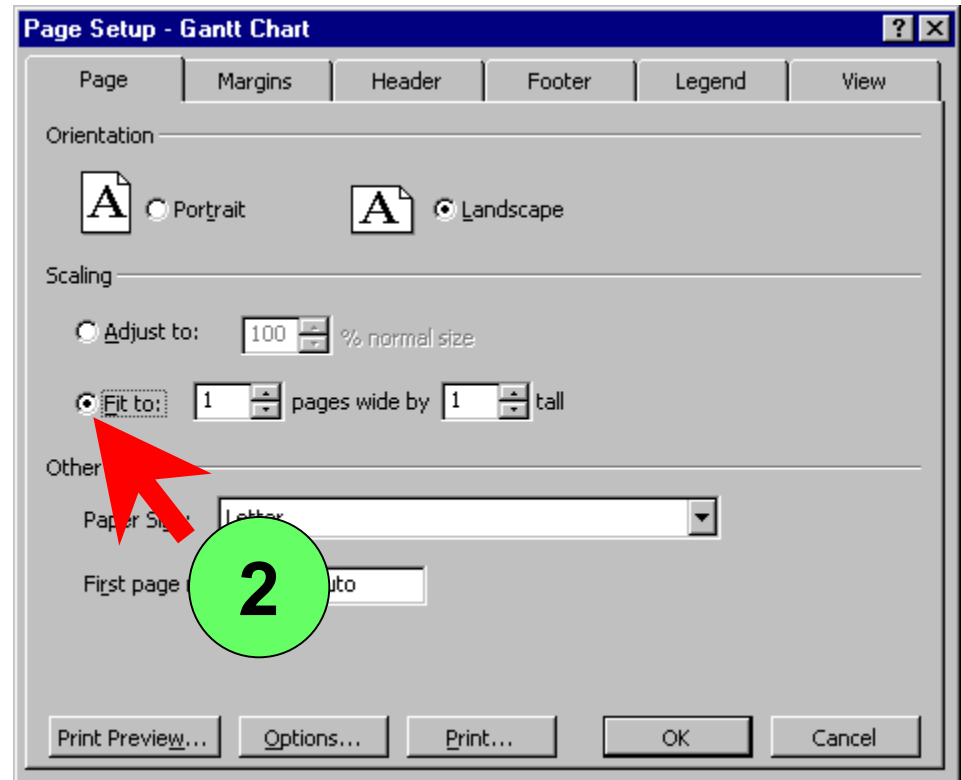 Page Setup - Gantt Chart ? X
Page Margins Header Footer Legend View
Orientation
A Portrait A Landscape
Scaling
Adjust to: 100 % normal size
Fit to: 1 pages wide by 1 tall
Other
Paper Letter
First page
2
Print Preview... Options... Print... OK Cancel